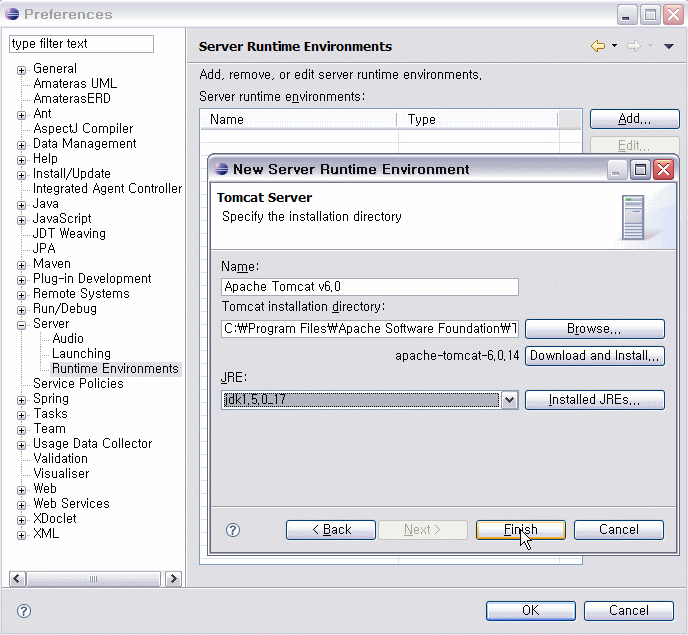 Preferences
type filter text
General
Amateras UML
AmaterasERD
Ant
AspectJ Compiler
Data Management
Help
Install/Update
Integrated Agent Controller
Java
JavaScript
JDT Weaving
JPA
Maven
Plug-in Development
Remote Systems
Run/Debug
Server
Audio
Launching
Runtime Environments
Service Policies
Spring
Tasks
Team
Usage Data Collector
Validation
Visualiser
Web
Web Services
XDoclet
XML
Server Runtime Environments
Add, remove, or edit server runtime environments.
Server runtime environments:
Name Type
Add...
Edit...
New Server Runtime Environment
Tomcat Server
Specify the installation directory
Name:
Apache Tomcat v6.0
Tomcat installation directory:
C:₩Program Files₩Apache Software Foundation₩T
Browse...
apache-tomcat-6.0.14 Download and Install...
JRE:
jdk1.5.0_17
Installed JREs...
? < Back Next > Finish Cancel
? OK Cancel